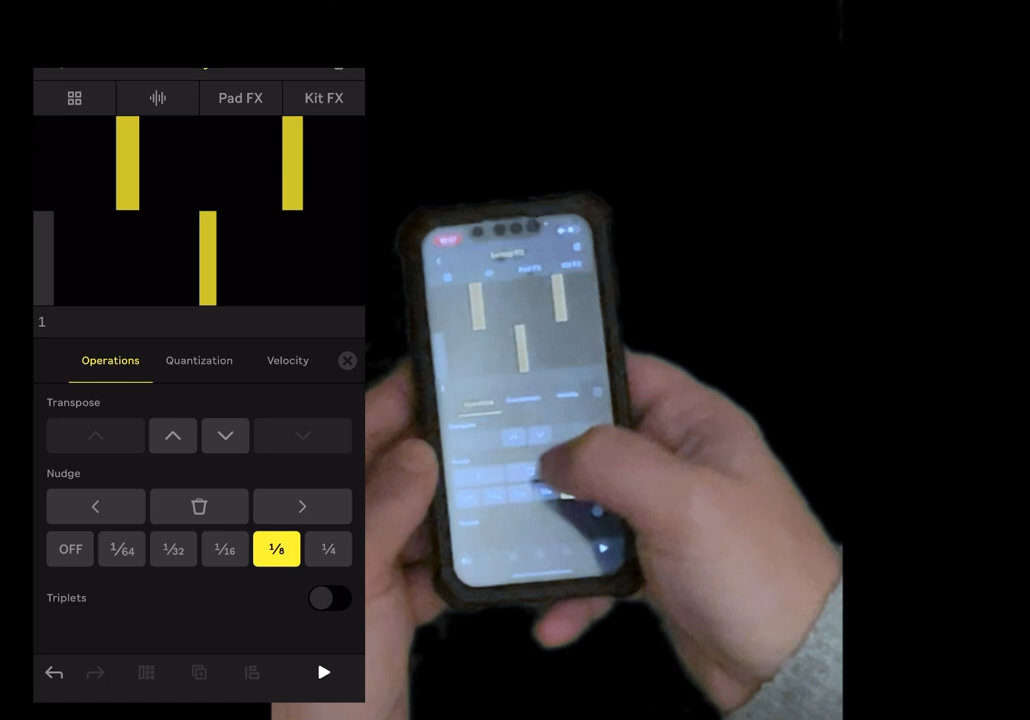 Pad FX
Kit FX
1
Operations
Quantization
Velocity
Transpose
Nudge
OFF
1/64
1/32
1/16
1/8
1/4
Triplets